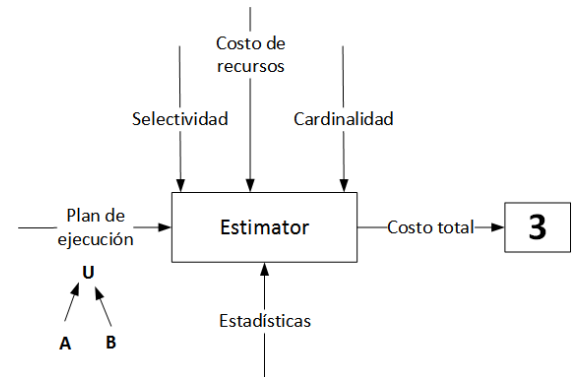 Costo de
recursos
Selectividad
Cardinalidad
Plan de
ejecución
Estimator
Costo total
3
U
A
B
Estadísticas